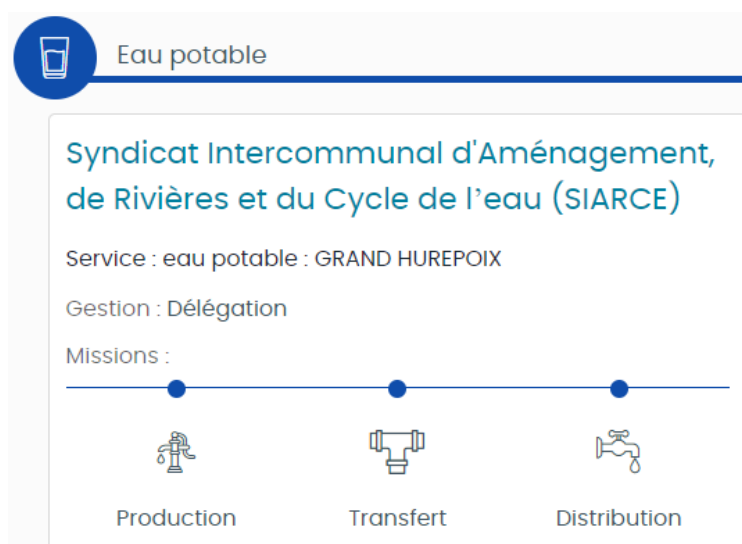 Eau potable
Syndicat Intercommunal d'Aménagement,
de Rivières et du Cycle de l’eau (SIARCE)
Service : eau potable : GRAND HUREPOIX
Gestion : Délégation
Missions :
Production Transfert Distribution